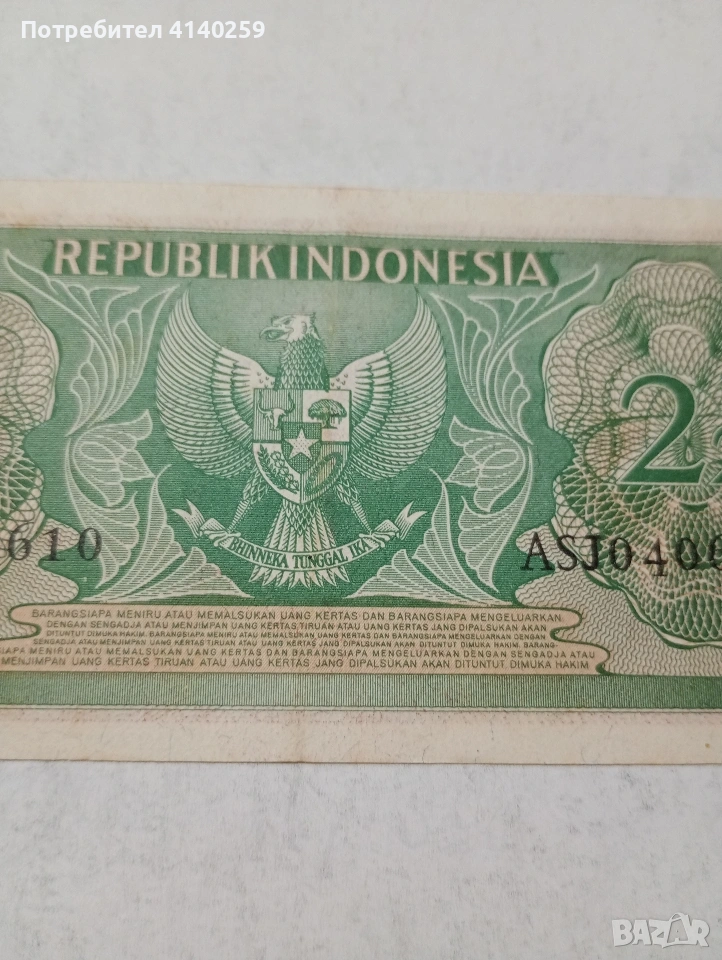 Потребител 4140259
REPUBLIK INDONESIA
2
BHINNEKA TUNGGAL IKA
610
ASJ0406
BARANGSIAPA MENIRU ATAU MEMALSUKAN UANG KERTAS DAN BARANGSIAPA MENGELUARKAN
DENGAN SENGADJA ATAU MENJIMPAN UANG KERTAS TIRUAN ATAU UANG KERTAS JANG DIPALSUKAN AKAN
DITUNTUT DIMUKA HAKIM. BARANGSIAPA MENIRU ATAU MEMALSUKAN UANG KERTAS DAN BARANGSIAPA MENGELUARKAN DENGAN
SENGADJA ATAU MENJIMPAN UANG KERTAS TIRUAN ATAU UANG KERTAS JANG DIPALSUKAN AKAN DITUNTUT DIMUKA HAKIM. BARANG-
SIAPA MENIRU ATAU MEMALSUKAN UANG KERTAS DAN BARANGSIAPA MENGELUARKAN DENGAN SENGADJA ATAU
MENJIMPAN UANG KERTAS TIRUAN ATAU UANG KERTAS JANG DIPALSUKAN AKAN DITUNTUT DIMUKA HAKIM
BAZAR